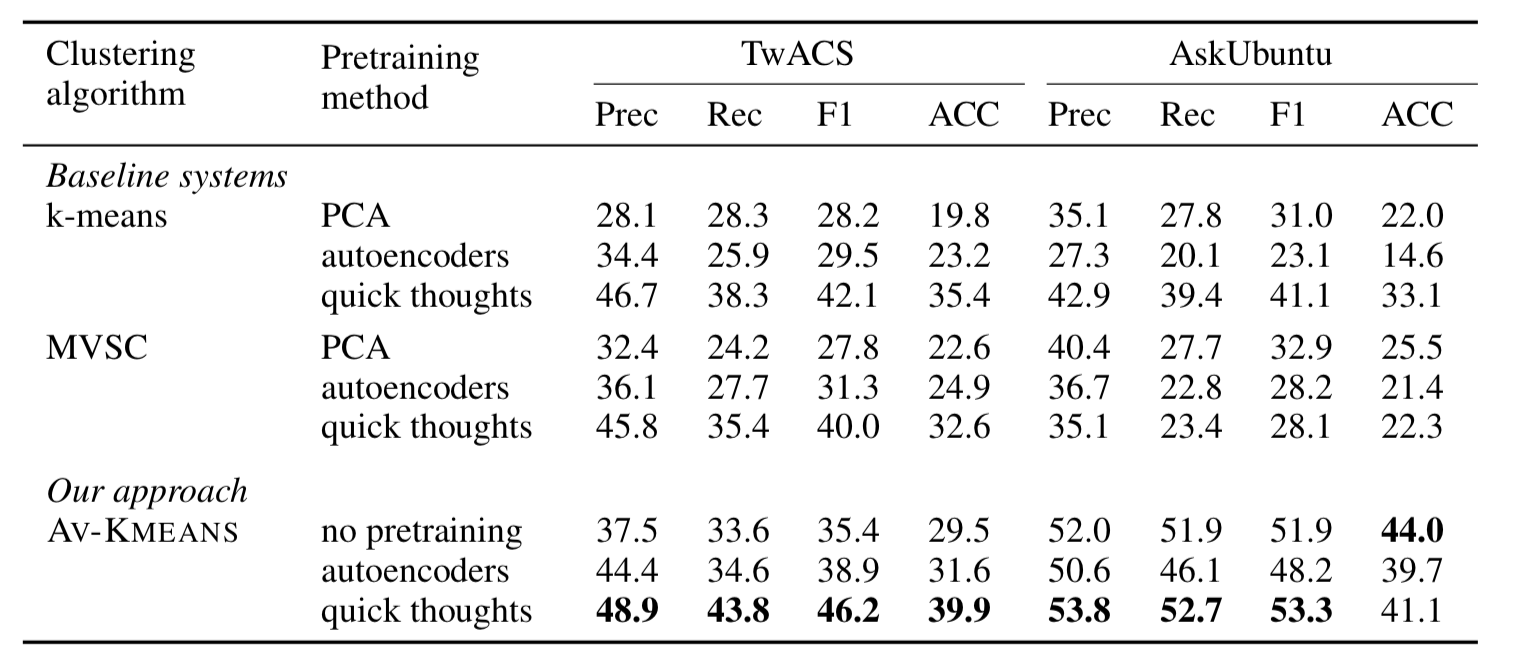 Clustering algorithm Pretraining method TwACS AskUbuntu
Prec Rec F1 ACC Prec Rec F1 ACC
Baseline systems
k-means PCA 28.1 28.3 28.2 19.8 35.1 27.8 31.0 22.0
autoencoders 34.4 25.9 29.5 23.2 27.3 20.1 23.1 14.6
quick thoughts 46.7 38.3 42.1 35.4 42.9 39.4 41.1 33.1
MVSC PCA 32.4 24.2 27.8 22.6 40.4 27.7 32.9 25.5
autoencoders 36.1 27.7 31.3 24.9 36.7 22.8 28.2 21.4
quick thoughts 45.8 35.4 40.0 32.6 35.1 23.4 28.1 22.3
Our approach
AV-KMEANS no pretraining 37.5 33.6 35.4 29.5 52.0 51.9 51.9 44.0
autoencoders 44.4 34.6 38.9 31.6 50.6 46.1 48.2 39.7
quick thoughts 48.9 43.8 46.2 39.9 53.8 52.7 53.3 41.1